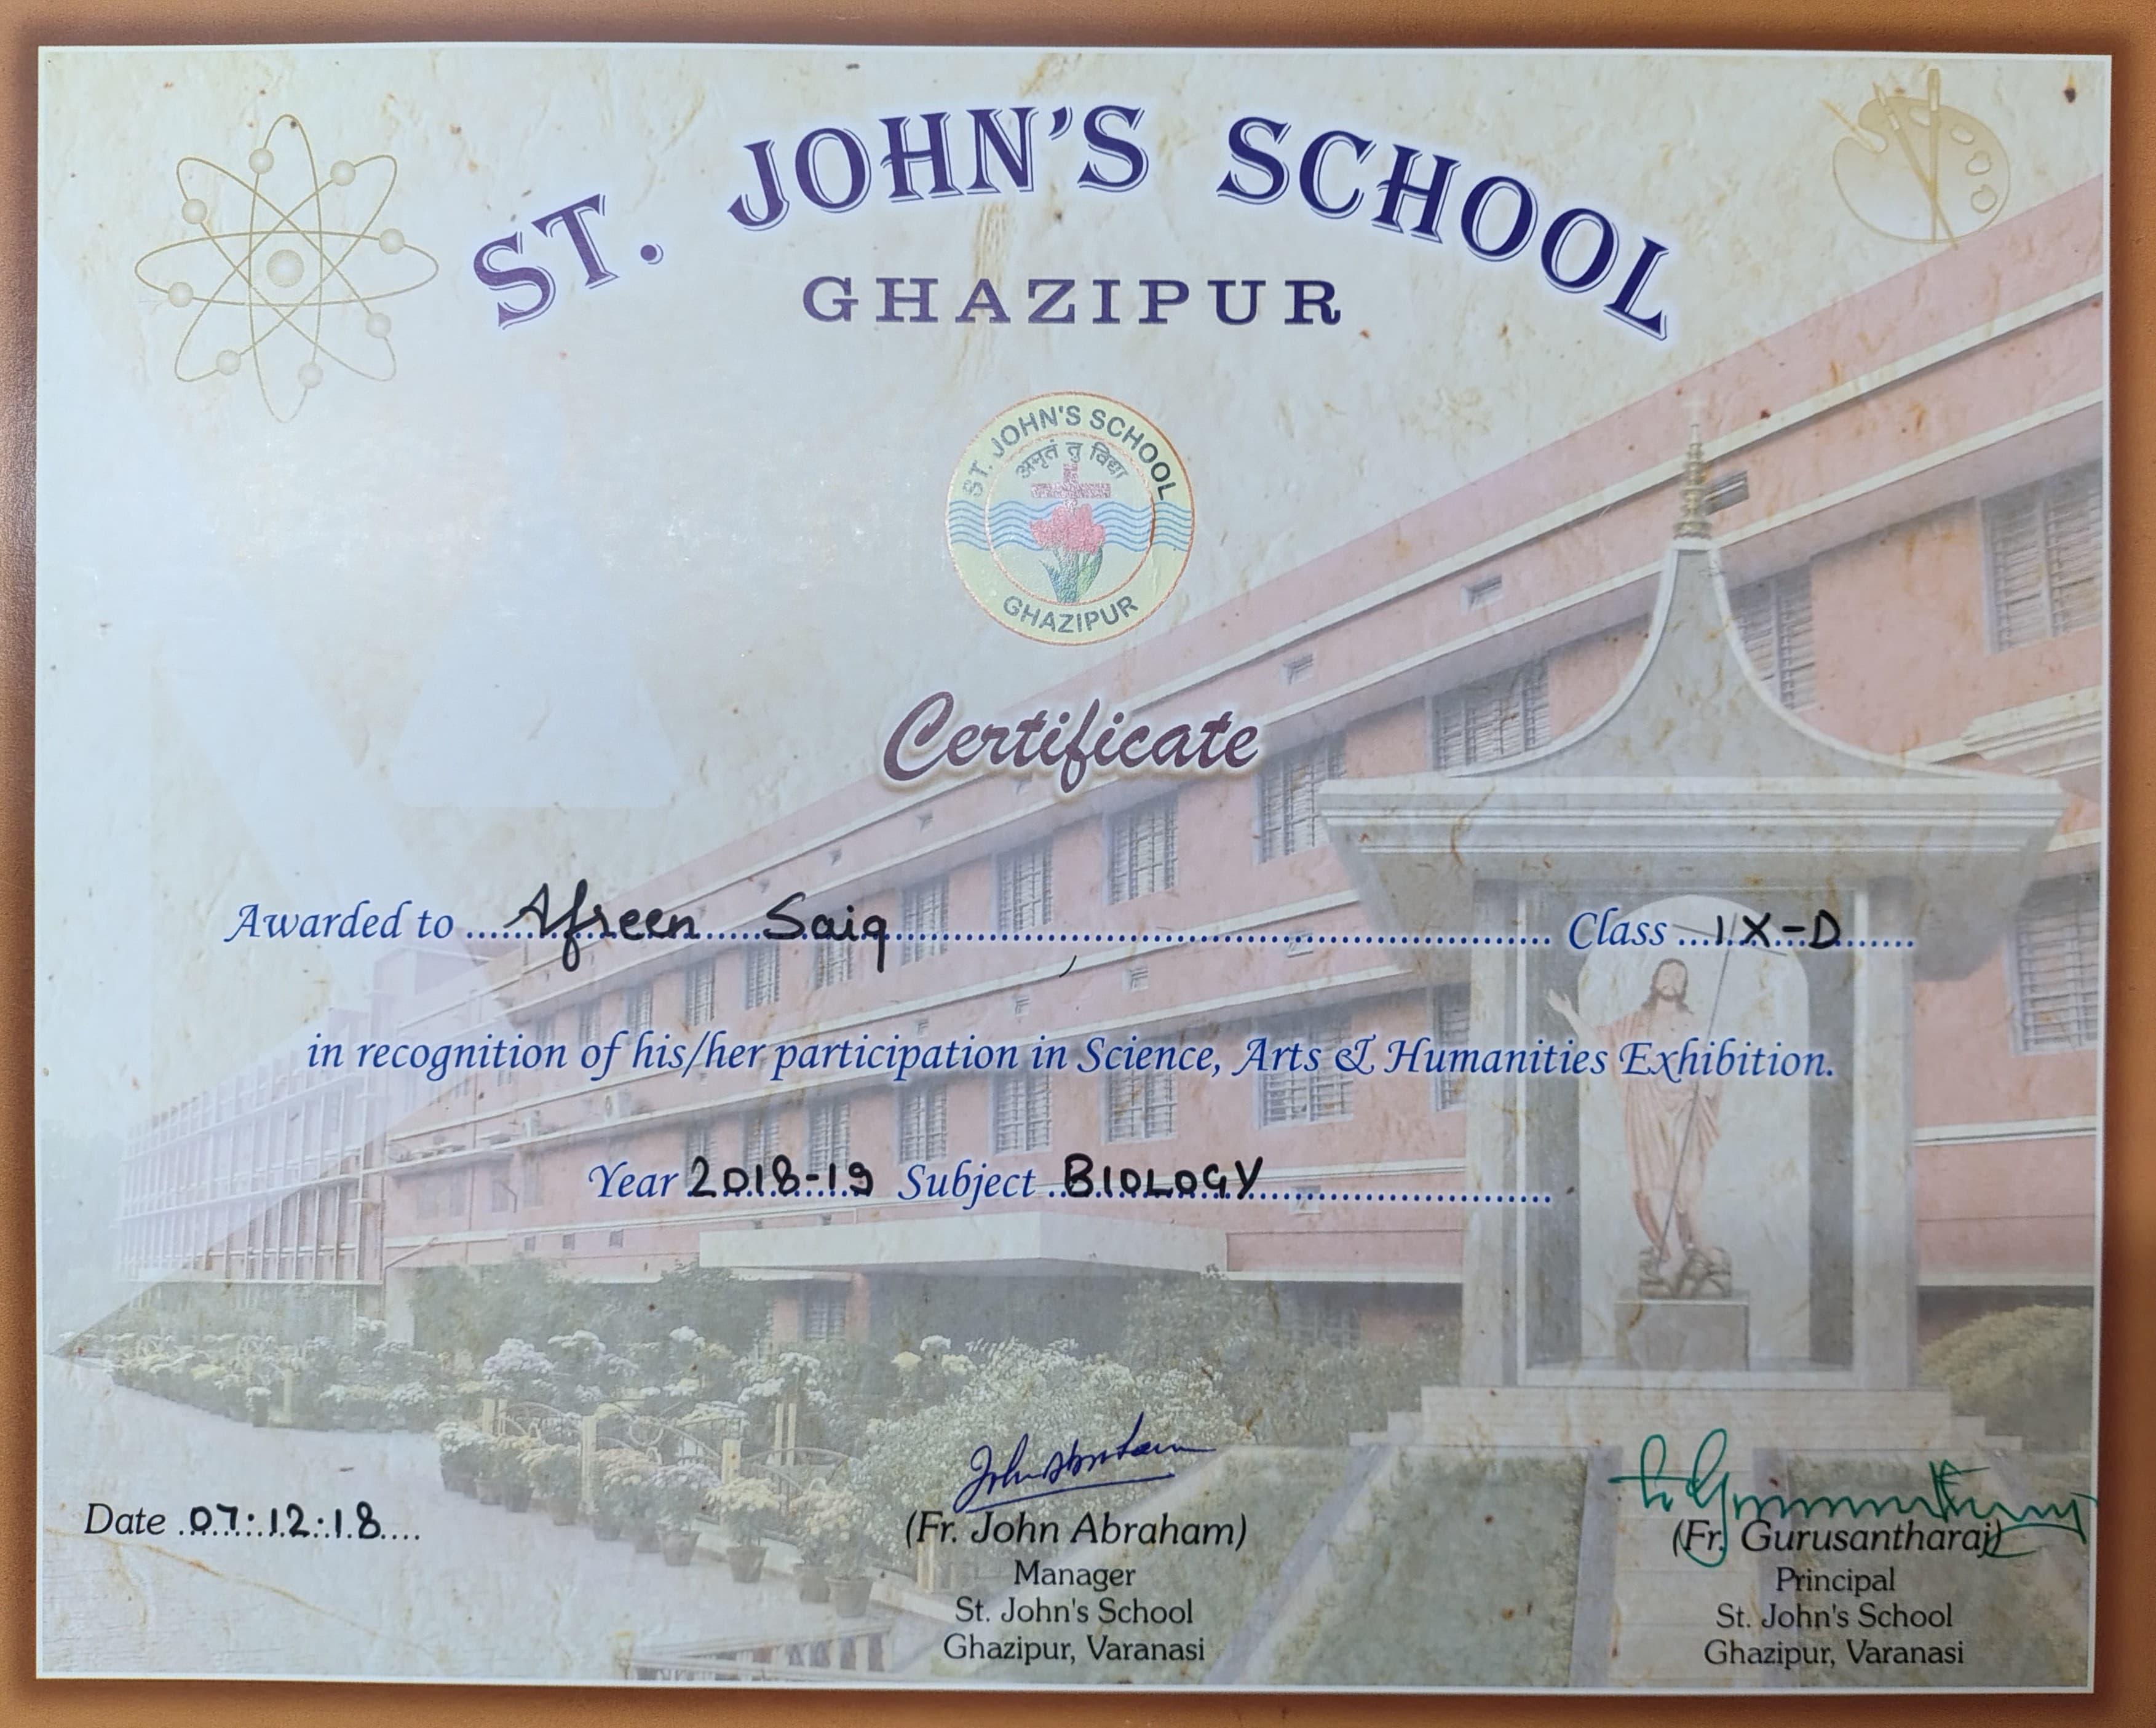 ST. JOHN'S SCHOOL
GHAZIPUR
ST. JOHN'S SCHOOL
अमृतं तु विद्या
GHAZIPUR
Certificate
Awarded to ...... Afreen Saiq ...... Class ... IX-D ......
in recognition of his/her participation in Science, Arts & Humanities Exhibition.
Year 2018-19 Subject .. BIOLOGY ......
Date . 07:12:18 ....
John Abraham
(Fr. John Abraham)
Manager
St. John's School
Ghazipur, Varanasi
(Fr. Gurusantharaj)
Principal
St. John's School
Ghazipur, Varanasi